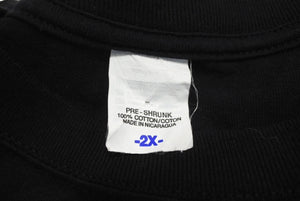 PRE-SHRUNK
100% COTTON/COTON
MADE IN NICARAGUA
-2X-